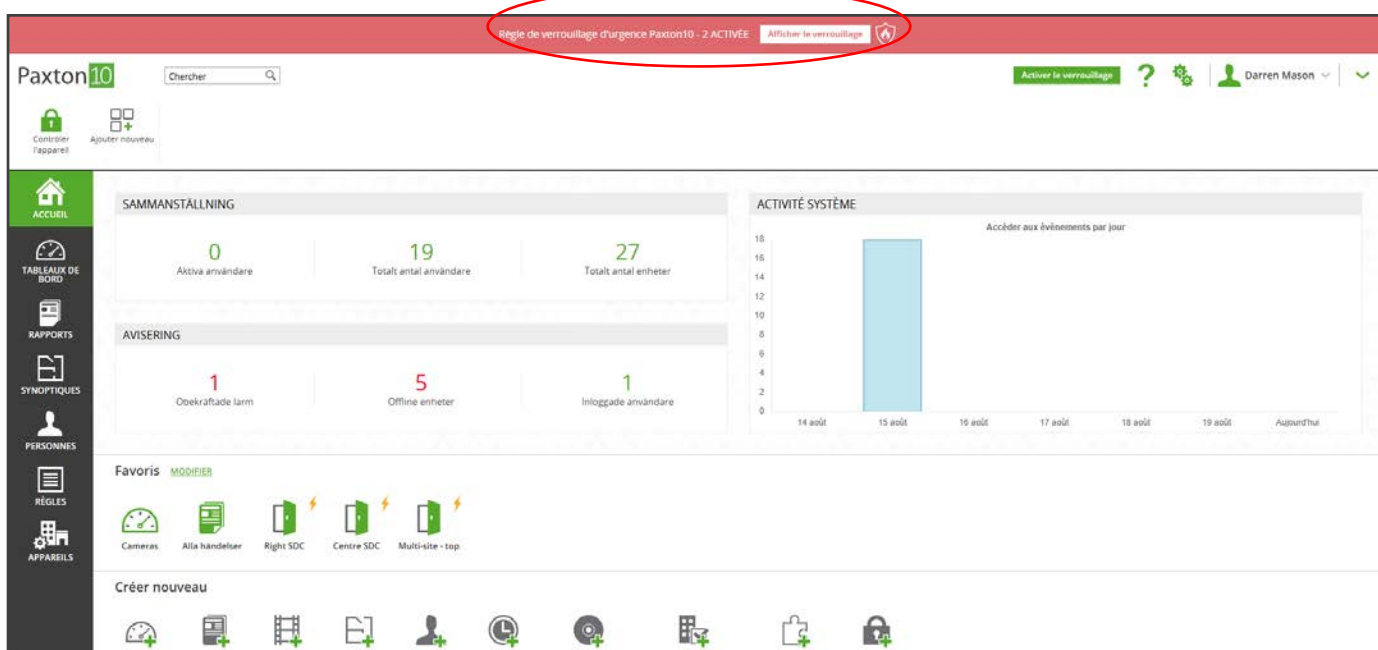 Règle de verrouillage d'urgence Paxton10 - 2 ACTIVÉE Afficher le verrouillage
Paxton 10 Chercher Activer le verrouillage ? Darren Mason
Contrôler l'appareil
Ajouter nouveau
ACCUEIL
TABLEAUX DE BORD
RAPPORTS
SYNOPTIQUES
PERSONNES
RÈGLES
APPAREILS
SAMMANSTÄLLNING
0 19 27
Aktiva användare Totalt antal användare Totalt antal enheter
AVISERING
1 5 1
Obekräftade larm Offline enheter Inloggade användare
ACTIVITÉ SYSTÈME
Accéder aux évènements par jour
18
16
14
12
10
8
6
4
2
0
14 août 15 août 16 août 17 août 18 août 19 août Aujourd'hui
Favoris MODIFIER
Cameras Alla händelser Right SDC Centre SDC Multi-site - top
Créer nouveau